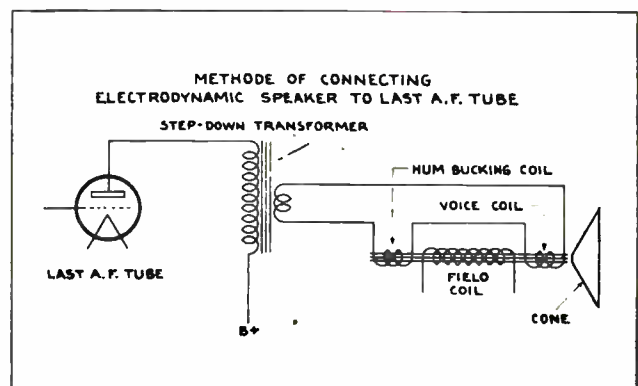 METHODE OF CONNECTING
ELECTRODYNAMIC SPEAKER TO LAST A.F. TUBE
STEP-DOWN TRANSFORMER
HUM BUCKING COIL
VOICE COIL
LAST A.F. TUBE
FIELD
COIL
CONE
B+